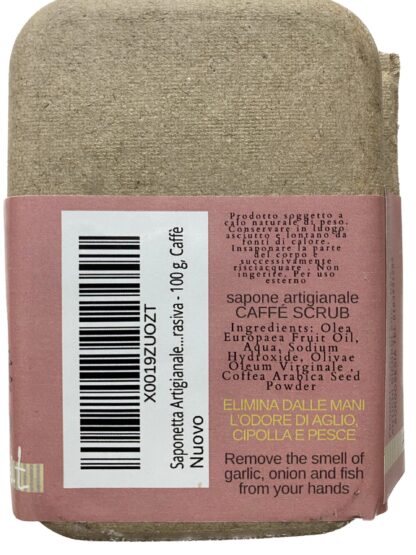 Prodotto soggetto a
calo naturale di peso.
Conservare in luogo
asciutto e lontano da
fonti di calore.
Insaponare la parte
del corpo e
successivamente
risciacquare . Non
ingerire. Per uso
esterno
sapone artigianale
CAFFÉ SCRUB
Ingredients: Olea
Europaea Fruit Oil,
Aqua, Sodium
Hydroxide, Olivae
Oleum Virginale ,
Coffea Arabica Seed
Powder
ELIMINA DALLE MANI
L'ODORE DI AGLIO,
CIPOLLA E PESCE
Remove the smell of
garlic, onion and fish
from your hands
X0019ZUOZT
Saponetta Artigianale...rasiva - 100 g, Caffè
Nuovo